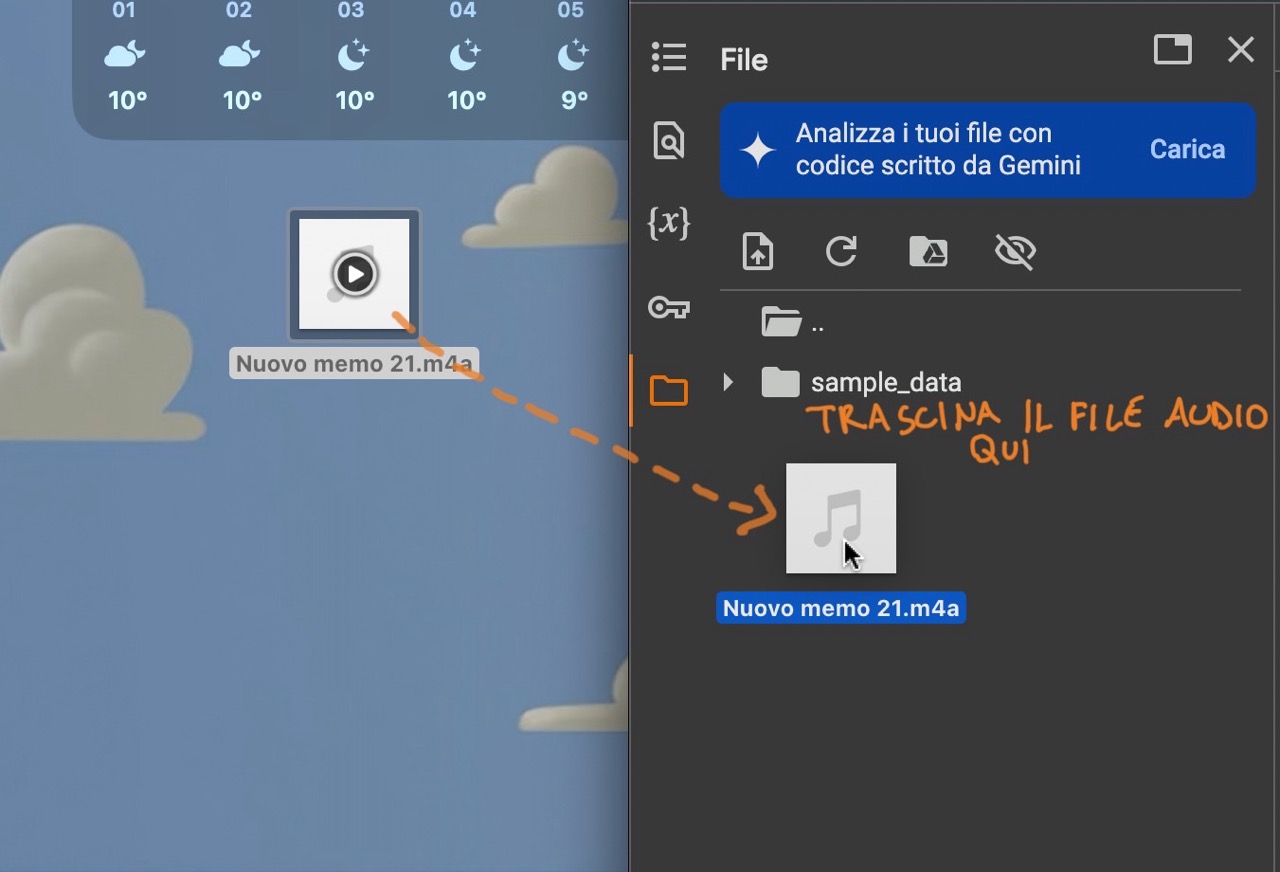 01 02 03 04 05
10° 10° 10° 10° 9°
Nuovo memo 21.m4a
File
Analizza i tuoi file con
codice scritto da Gemini
Carica
{x}
..
sample_data
TRASCINA IL FILE AUDIO
QUI
Nuovo memo 21.m4a